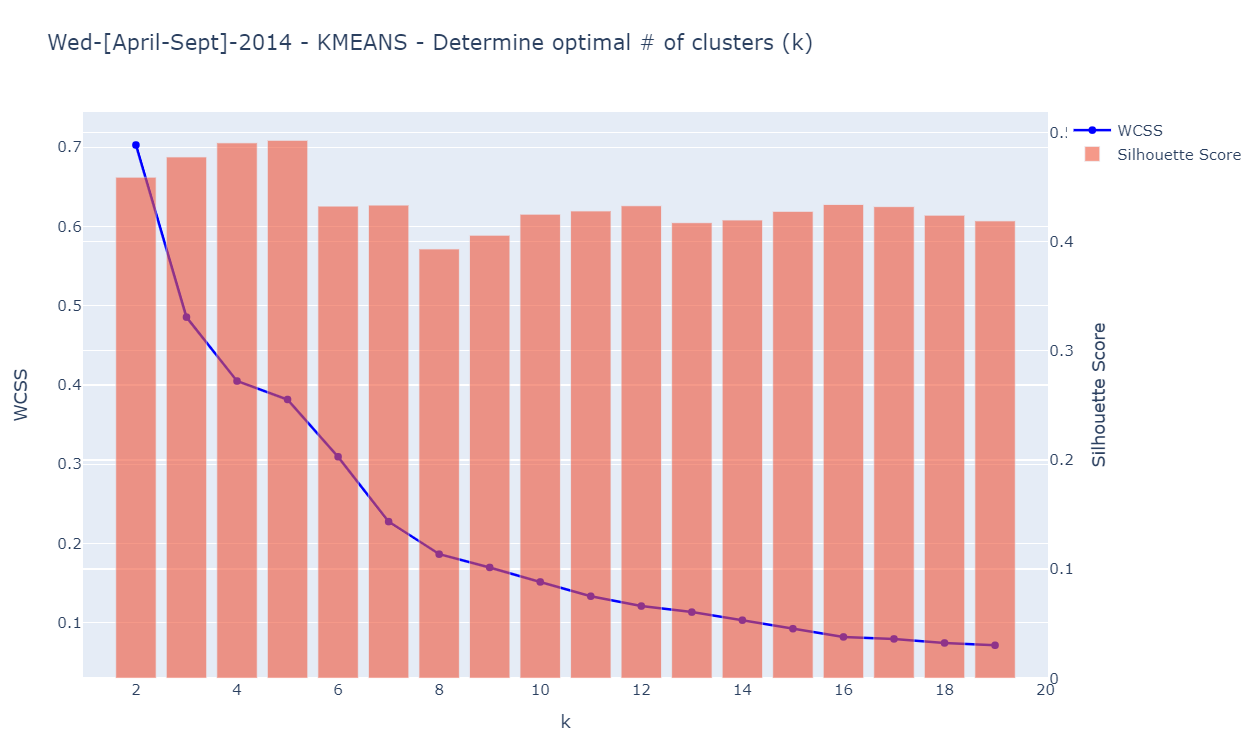 Wed-[April-Sept]-2014 - KMEANS - Determine optimal # of clusters (k)
WCSS
Silhouette Score
0.7
0.6
0.5
0.4
0.3
0.2
0.1
WCSS
0.4
0.3
0.2
0.1
0
Silhouette Score
2 4 6 8 10 12 14 16 18 20
k